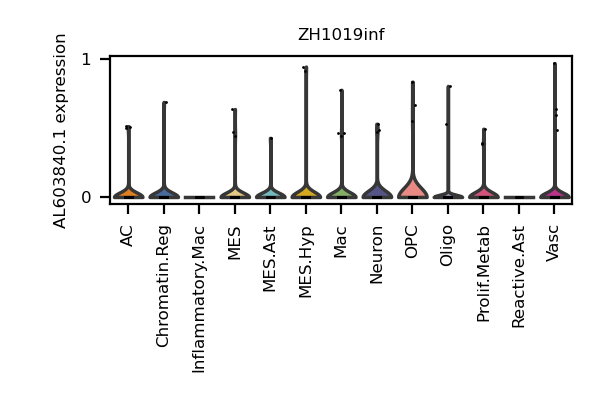 ZH1019inf
AL603840.1 expression
1
0
AC
Chromatin.Reg
Inflammatory.Mac
MES
MES.Ast
MES.Hyp
Mac
Neuron
OPC
Oligo
Prolif.Metab
Reactive.Ast
Vasc